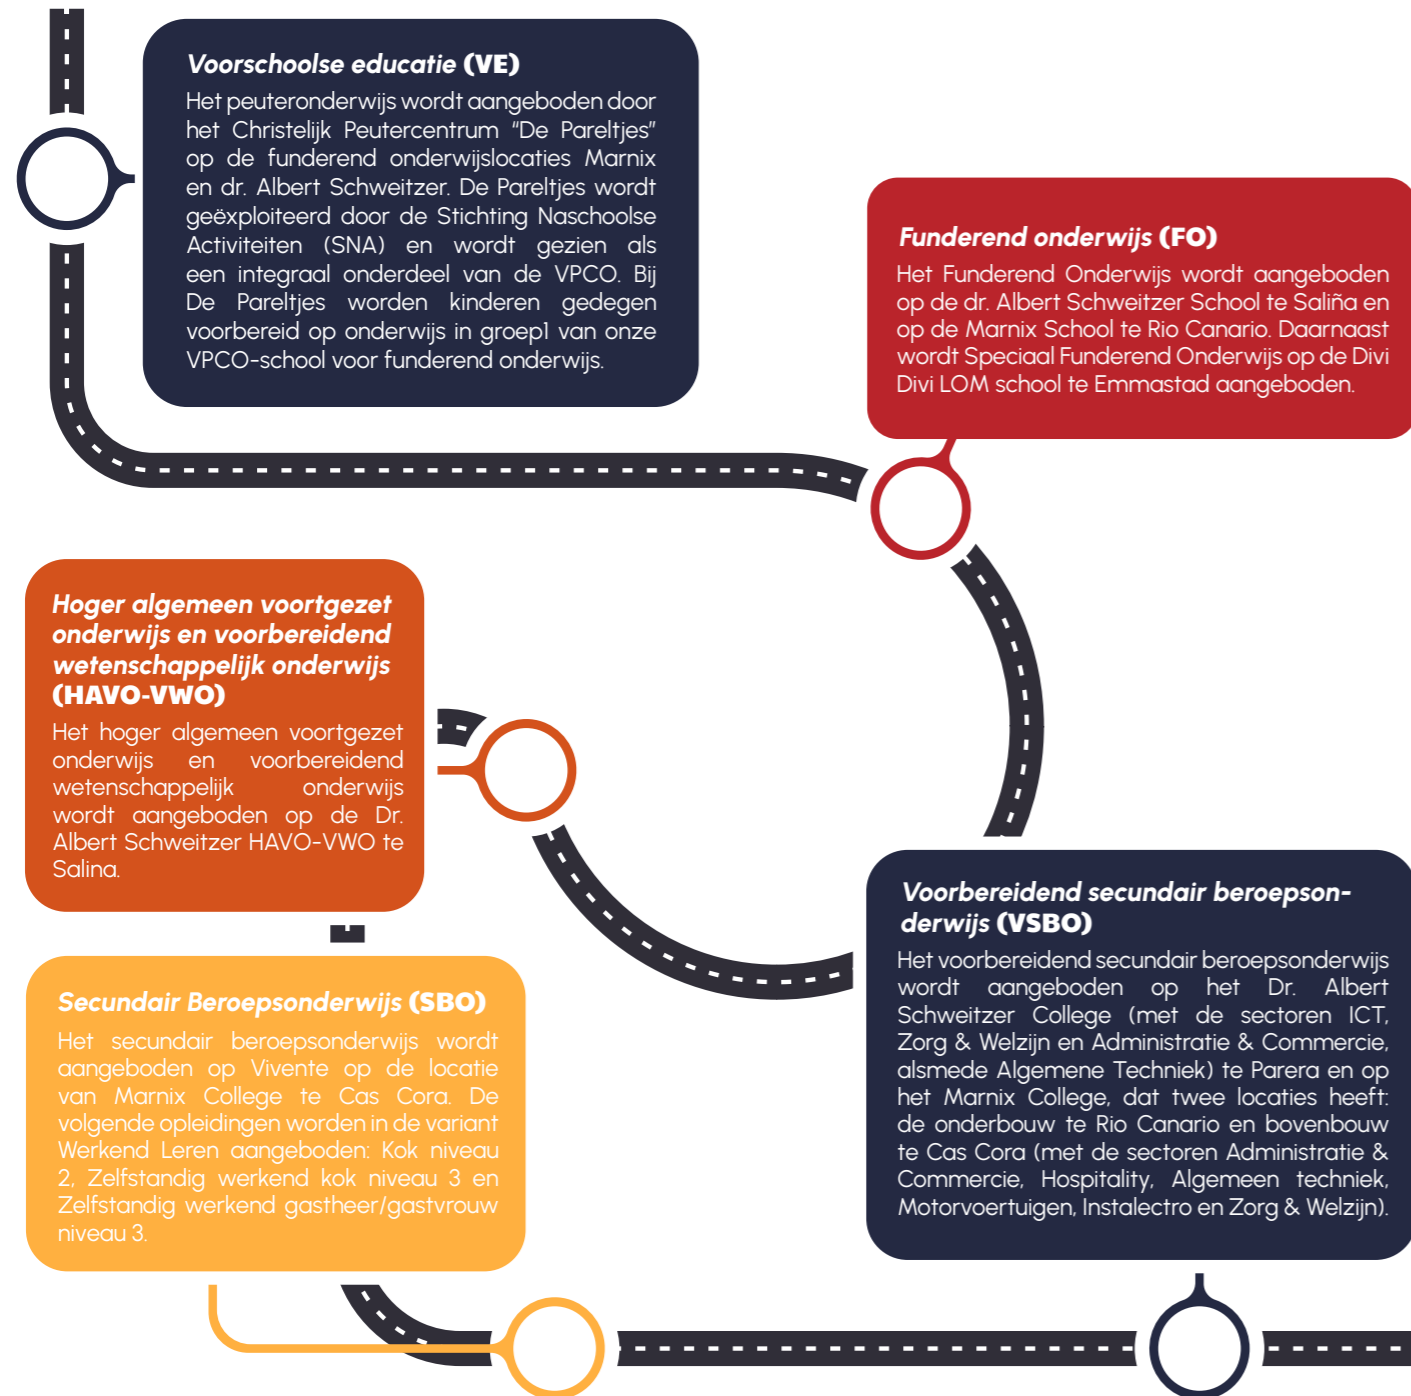 Voorschoolse educatie (VE)
Het peuteronderwijs wordt aangeboden door
het Christelijk Peutercentrum “De Pareltjes”
op de funderend onderwijslocaties Marnix
en dr. Albert Schweitzer. De Pareltjes wordt
geëxploiteerd door de Stichting Naschoolse
Activiteiten (SNA) en wordt gezien als
een integraal onderdeel van de VPCO. Bij
De Pareltjes worden kinderen gedegen
voorbereid op onderwijs in groep1 van onze
VPCO-school voor funderend onderwijs.
Funderend onderwijs (FO)
Het Funderend Onderwijs wordt aangeboden
op de dr. Albert Schweitzer School te Saliña en
op de Marnix School te Rio Canario. Daarnaast
wordt Speciaal Funderend Onderwijs op de Divi
Divi LOM school te Emmastad aangeboden.
Hoger algemeen voortgezet
onderwijs en voorbereidend
wetenschappelijk onderwijs
(HAVO-VWO)
Het hoger algemeen voortgezet
onderwijs en voorbereidend
wetenschappelijk onderwijs
wordt aangeboden op de Dr.
Albert Schweitzer HAVO-VWO te
Salina.
Voorbereidend secundair beroepson-
derwijs (VSBO)
Het voorbereidend secundair beroepsonderwijs
wordt aangeboden op het Dr. Albert
Schweitzer College (met de sectoren ICT,
Zorg & Welzijn en Administratie & Commercie,
alsmede Algemene Techniek) te Parera en op
het Marnix College, dat twee locaties heeft:
de onderbouw te Rio Canario en bovenbouw
te Cas Cora (met de sectoren Administratie &
Commercie, Hospitality, Algemeen techniek,
Motorvoertuigen, Instalectro en Zorg & Welzijn).
Secundair Beroepsonderwijs (SBO)
Het secundair beroepsonderwijs wordt
aangeboden op Vivente op de locatie
van Marnix College te Cas Cora. De
volgende opleidingen worden in de variant
Werkend Leren aangeboden: Kok niveau
2, Zelfstandig werkend kok niveau 3 en
Zelfstandig werkend gastheer/gastvrouw
niveau 3.